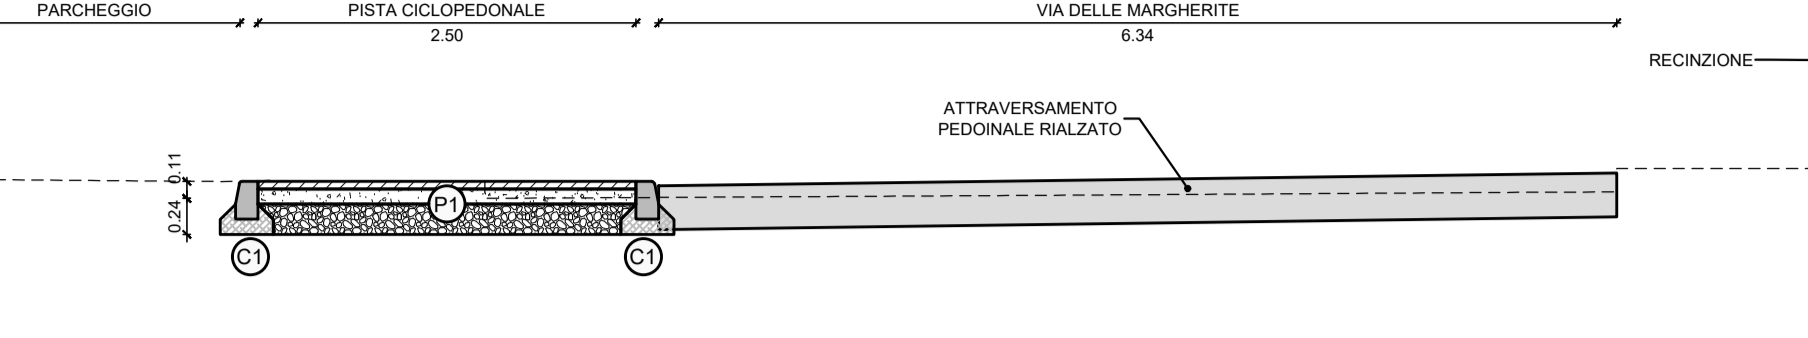 PARCHEGGIO
PISTA CICLOPEDONALE
VIA DELLE MARGHERITE
2.50
6.34
RECINZIONE
ATTRAVERSAMENTO
PEDOINALE RIALZATO
0.11
0.24
P1
C1
C1